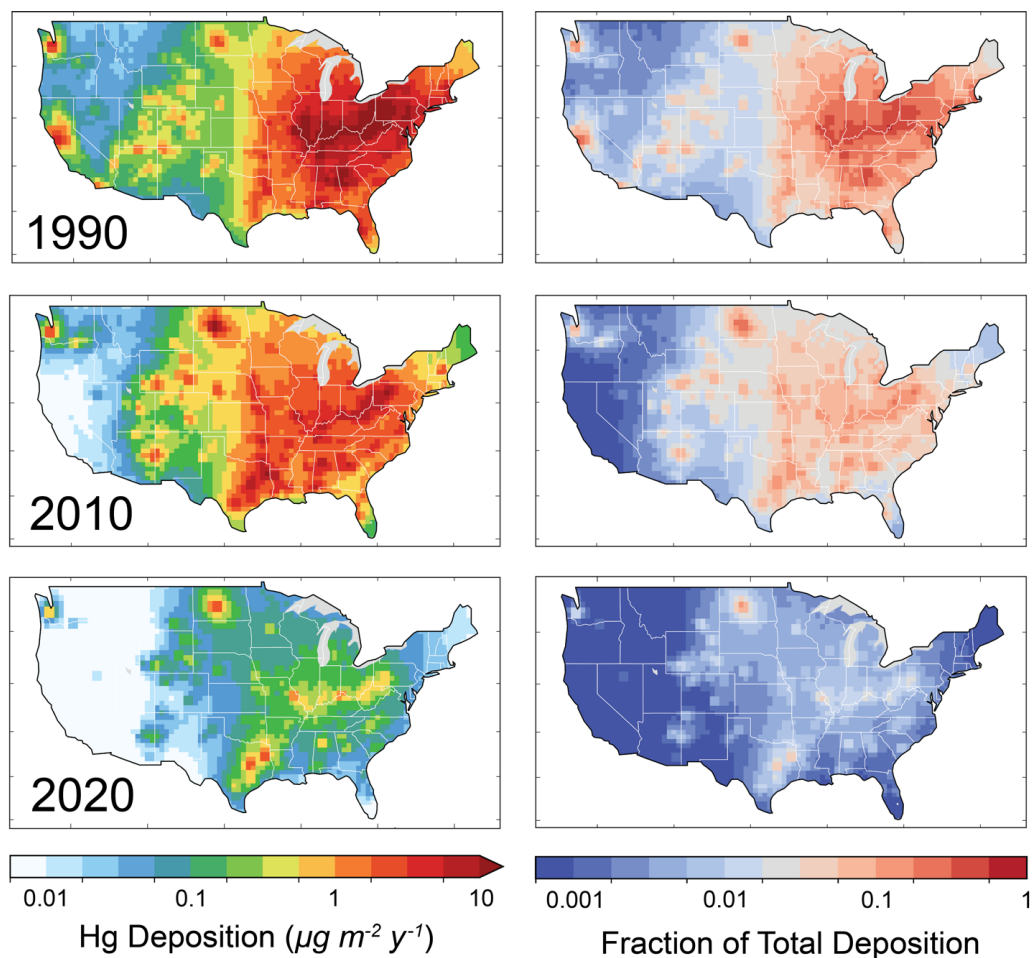 1990
2010
2020
0.01 0.1 1 10
Hg Deposition (µg m-2 y-1)
0.001 0.01 0.1 1
Fraction of Total Deposition